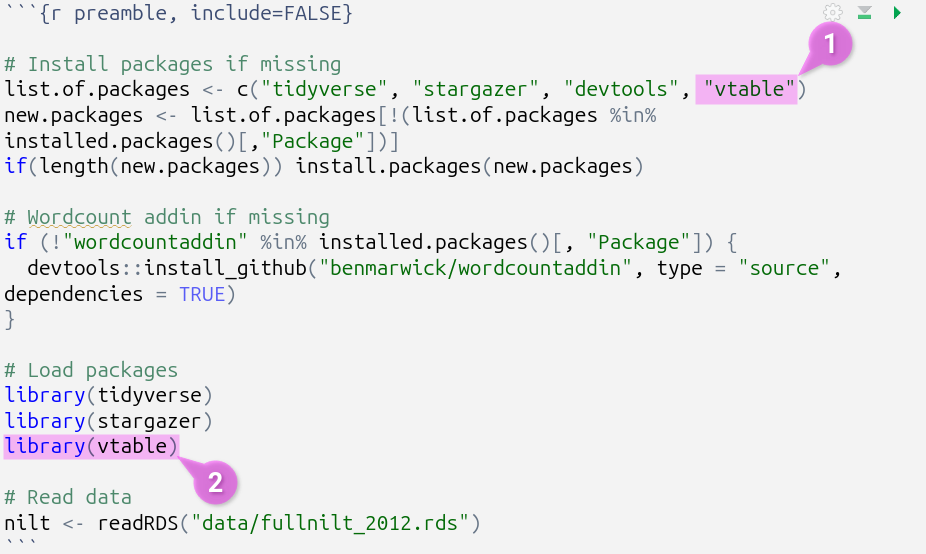 ```{r preamble, include=FALSE}
1
# Install packages if missing
list.of.packages <- c("tidyverse", "stargazer", "devtools", "vtable")
new.packages <- list.of.packages[!(list.of.packages %in%
installed.packages()[,"Package"])]
if(length(new.packages)) install.packages(new.packages)

# Wordcount addin if missing
if (!"wordcountaddin" %in% installed.packages()[, "Package"]) {
  devtools::install_github("benmarwick/wordcountaddin", type = "source",
dependencies = TRUE)
}

# Load packages
library(tidyverse)
library(stargazer)
library(vtable)
2
# Read data
nilt <- readRDS("data/fullnilt_2012.rds")
```